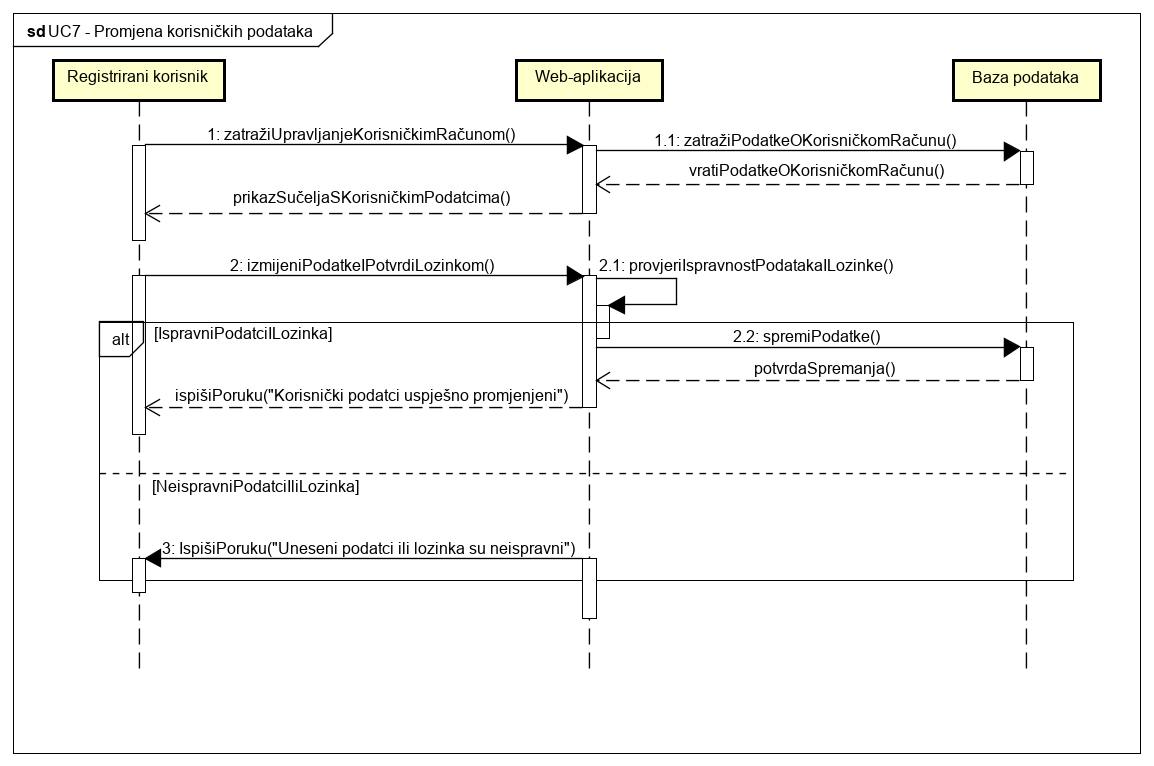 sd UC7 - Promjena korisničkih podataka
Registrirani korisnik
Web-aplikacija
Baza podataka
1: zatražiUpravljanjeKorisničkimRačunom()
1.1: zatražiPodatkeOKorisničkomRačunu()
vratiPodatkeOKorisničkomRačunu()
prikazSučeljaSKorisničkimPodatcima()
2: izmijeniPodatkeIPotvrdiLozinkom()
2.1: provjeriIspravnostPodatakaILozinke()
alt
[IspravniPodatciILozinka]
2.2: spremiPodatke()
potvrdaSpremanja()
ispišiPoruku("Korisnički podatci uspješno promjenjeni")
[NeispravniPodatciIliLozinka]
3: IspišiPoruku("Uneseni podatci ili lozinka su neispravni")